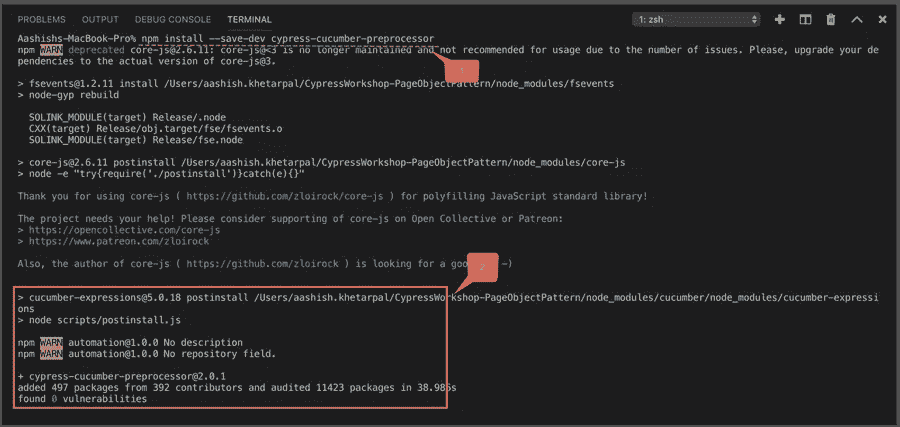 PROBLEMS OUTPUT DEBUG CONSOLE TERMINAL 1: zsh
Aashishs-MacBook-Pro% npm install --save-dev cypress-cucumber-preprocessor
npm WARN deprecated core-js@2.6.11: core-js@<3 is no longer maintained and not recommended for usage due to the number of issues. Please, upgrade your de
pendencies to the actual version of core-js@3.
1
> fsevents@1.2.11 install /Users/aashish.khetarpal/CypressWorkshop-PageObjectPattern/node_modules/fsevents
> node-gyp rebuild
SOLINK_MODULE(target) Release/.node
CXX(target) Release/obj.target/fse/fsevents.o
SOLINK_MODULE(target) Release/fse.node
> core-js@2.6.11 postinstall /Users/aashish.khetarpal/CypressWorkshop-PageObjectPattern/node_modules/core-js
> node -e "try{require('./postinstall')}catch(e){}"
Thank you for using core-js ( https://github.com/zloirock/core-js ) for polyfilling JavaScript standard library!
The project needs your help! Please consider supporting of core-js on Open Collective or Patreon:
> https://opencollective.com/core-js
> https://www.patreon.com/zloirock
Also, the author of core-js ( https://github.com/zloirock ) is looking for a goo -)
2
> cucumber-expressions@5.0.18 postinstall /Users/aashish.khetarpal/CypressWorkshop-PageObjectPattern/node_modules/cucumber/node_modules/cucumber-expressi
ons
> node scripts/postinstall.js
npm WARN automation@1.0.0 No description
npm WARN automation@1.0.0 No repository field.
+ cypress-cucumber-preprocessor@2.0.1
added 497 packages from 392 contributors and audited 11423 packages in 38.986s
found 0 vulnerabilities